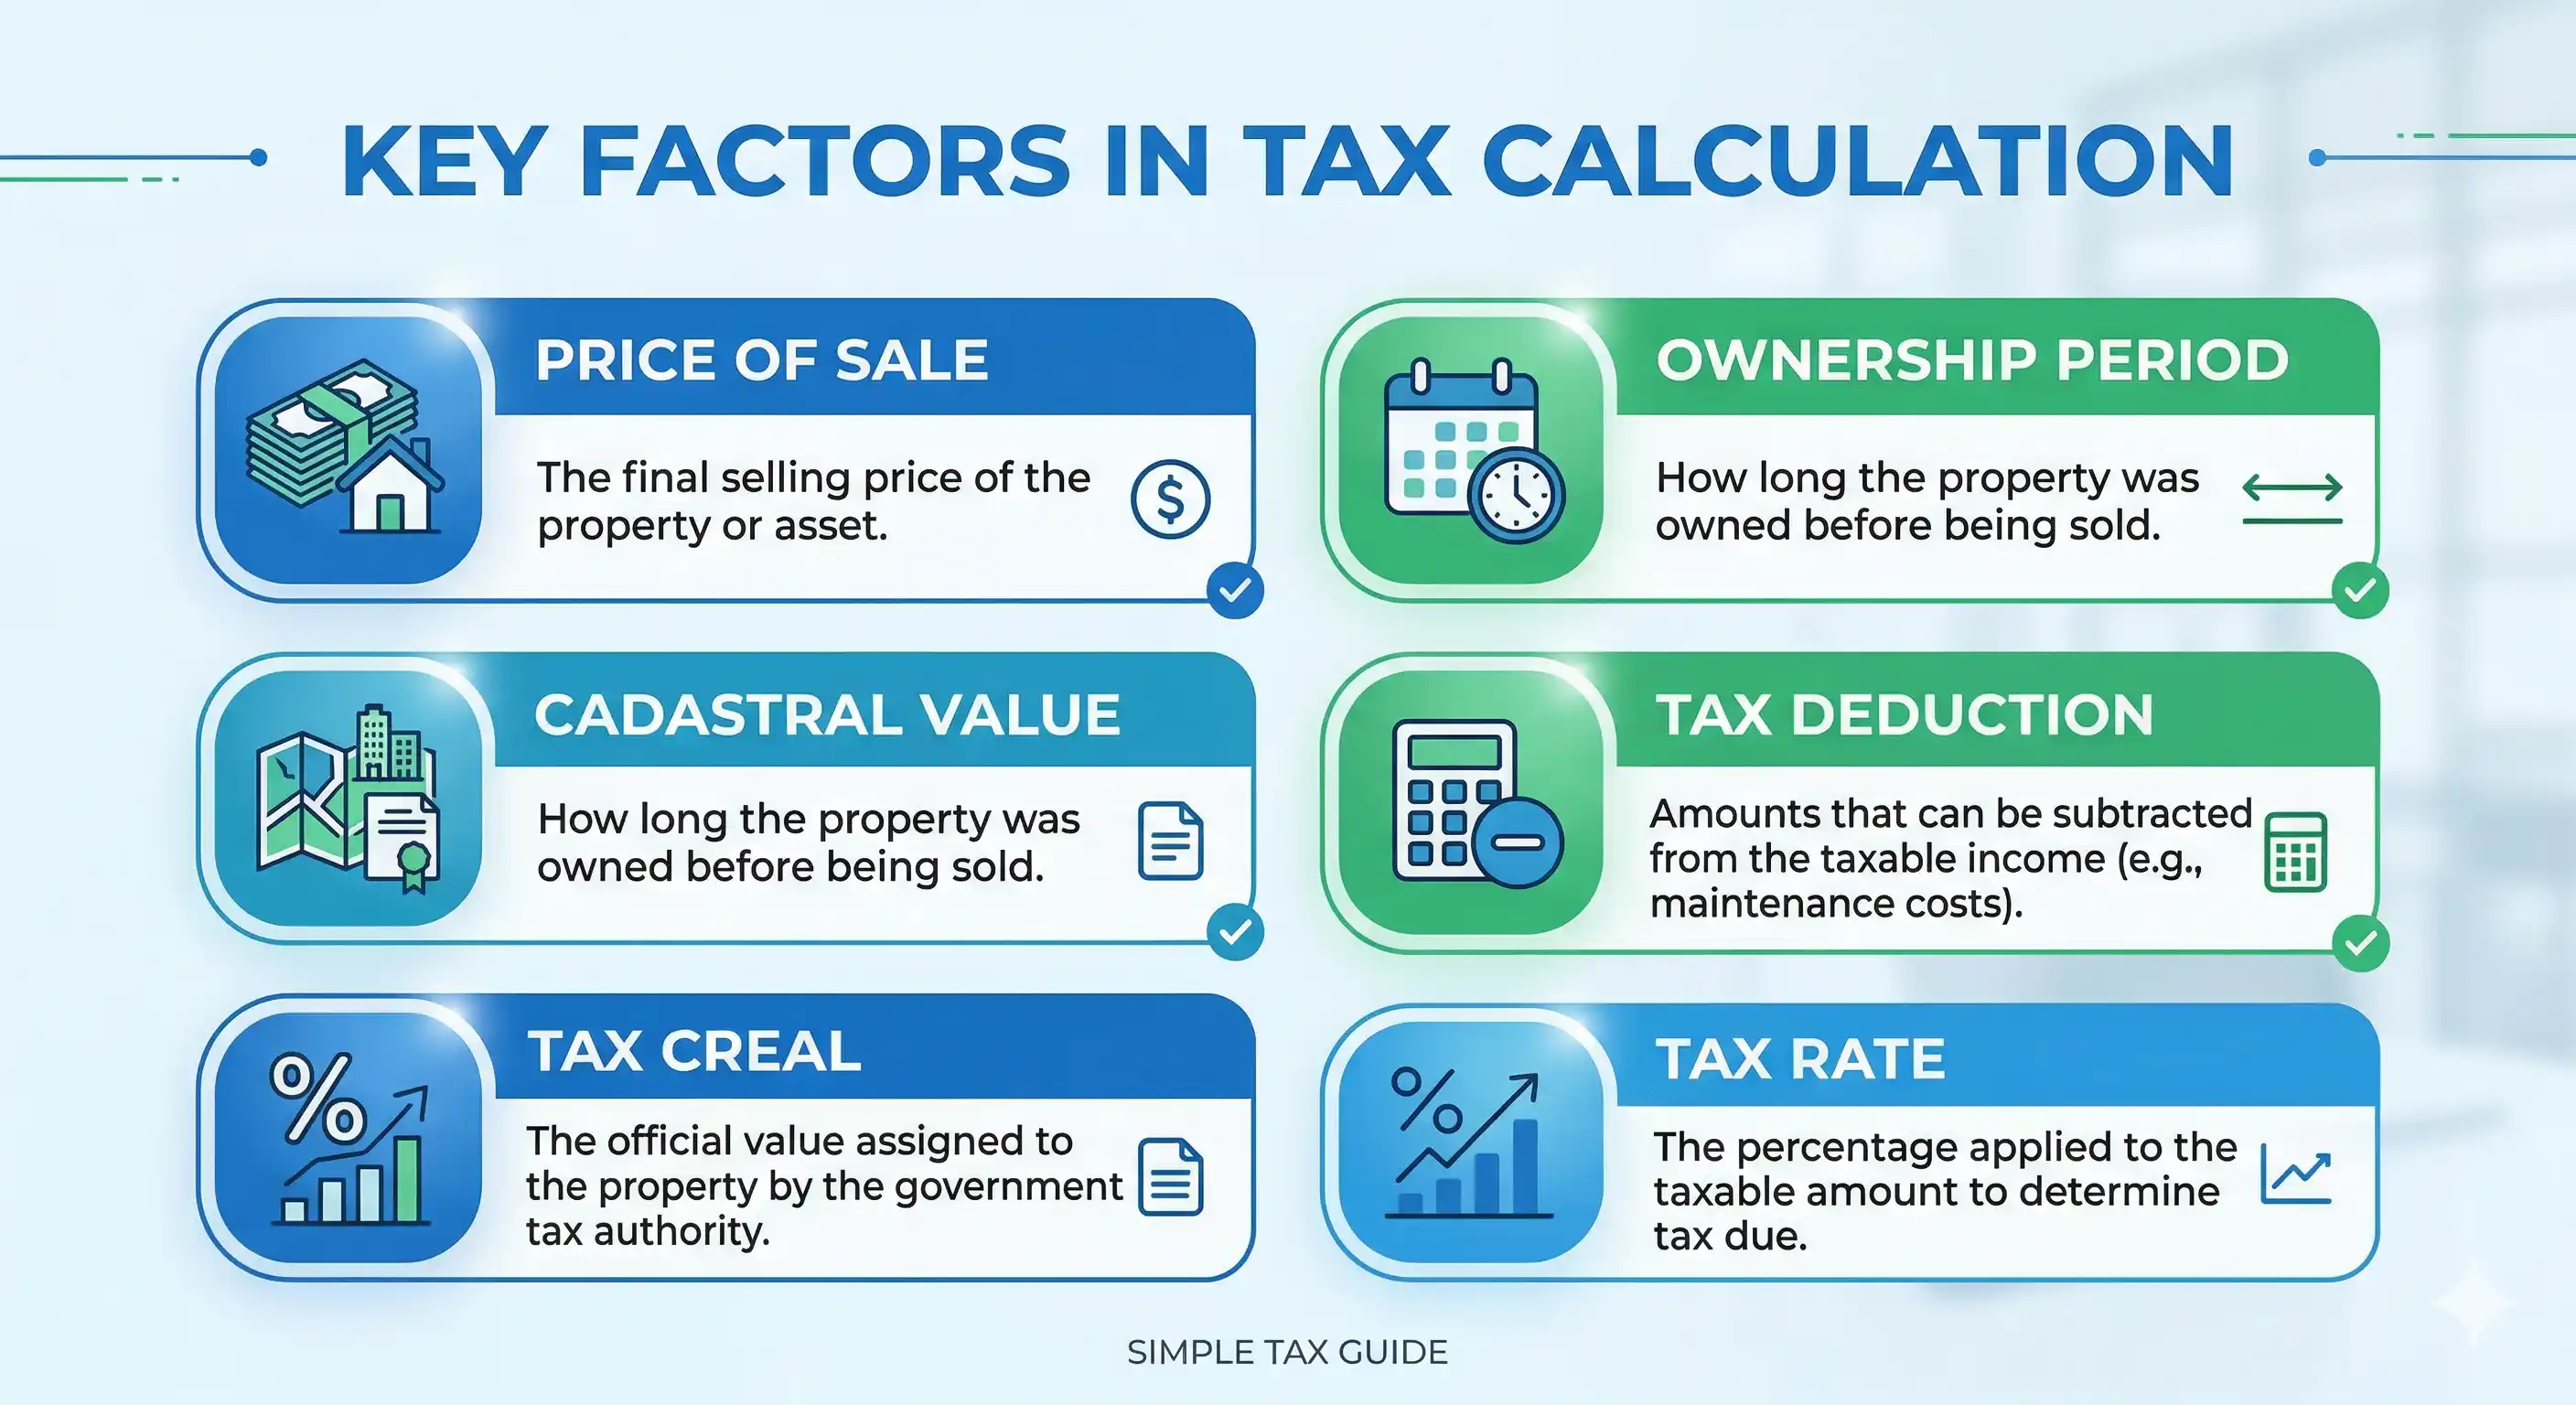 KEY FACTORS IN TAX CALCULATION
PRICE OF SALE
The final selling price of the
property or asset.
OWNERSHIP PERIOD
How long the property was
owned before being sold.
CADASTRAL VALUE
How long the property was
owned before being sold.
TAX DEDUCTION
Amounts that can be subtracted
from the taxable income (e.g.,
maintenance costs).
TAX CREAL
The official value assigned to
the property by the government
tax authority.
TAX RATE
The percentage applied to the
taxable amount to determine
tax due.
SIMPLE TAX GUIDE